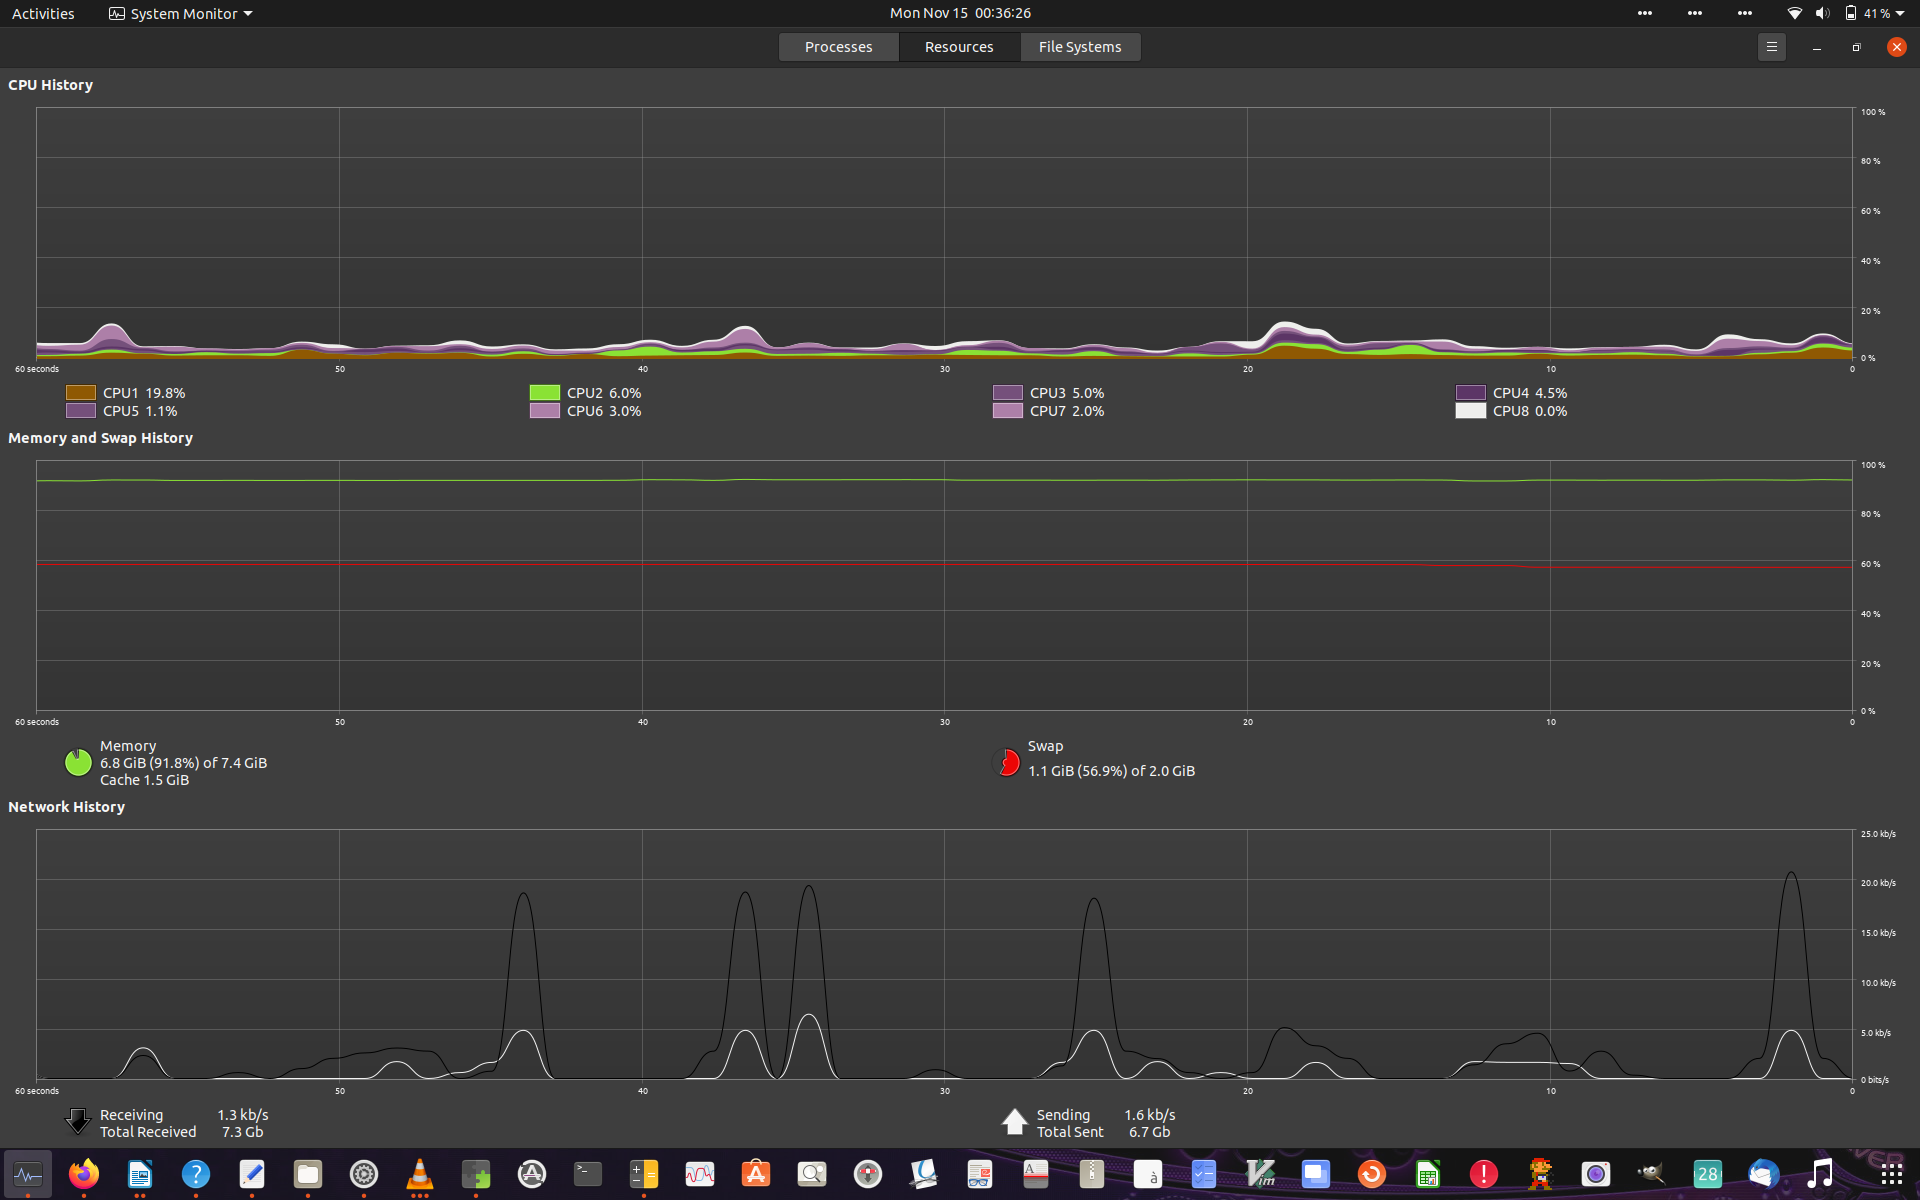 Activities System Monitor Mon Nov 15 00:36:26 41 %
Processes Resources File Systems
CPU History
100 %
80 %
60 %
40 %
20 %
0 %
60 seconds 50 40 30 20 10 0
CPU1 19.8% CPU2 6.0% CPU3 5.0% CPU4 4.5%
CPU5 1.1% CPU6 3.0% CPU7 2.0% CPU8 0.0%
Memory and Swap History
100 %
80 %
60 %
40 %
20 %
0 %
60 seconds 50 40 30 20 10 0
Memory Swap
6.8 GiB (91.8%) of 7.4 GiB 1.1 GiB (56.9%) of 2.0 GiB
Cache 1.5 GiB
Network History
25.0 kb/s
20.0 kb/s
15.0 kb/s
10.0 kb/s
5.0 kb/s
0 bits/s
60 seconds 50 40 30 20 10 0
Receiving 1.3 kb/s Sending 1.6 kb/s
Total Received 7.3 Gb Total Sent 6.7 Gb
? >_ A à Vim ! 28